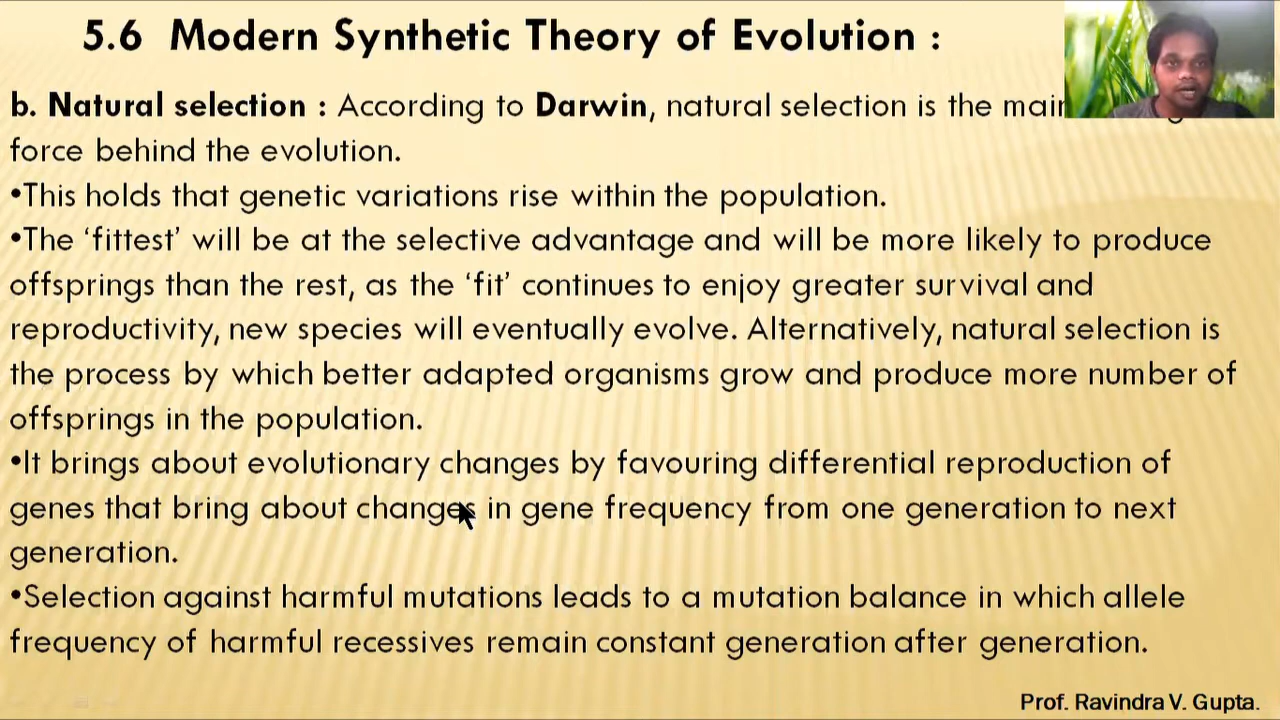 5.6 Modern Synthetic Theory of Evolution :
b. Natural selection : According to Darwin, natural selection is the main
force behind the evolution.
•This holds that genetic variations rise within the population.
•The ‘fittest’ will be at the selective advantage and will be more likely to produce
offsprings than the rest, as the ‘fit’ continues to enjoy greater survival and
reproductivity, new species will eventually evolve. Alternatively, natural selection is
the process by which better adapted organisms grow and produce more number of
offsprings in the population.
•It brings about evolutionary changes by favouring differential reproduction of
genes that bring about changes in gene frequency from one generation to next
generation.
•Selection against harmful mutations leads to a mutation balance in which allele
frequency of harmful recessives remain constant generation after generation.
Prof. Ravindra V. Gupta.